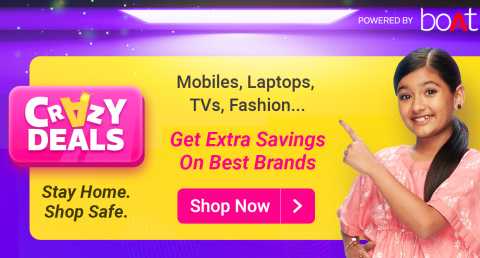 POWERED BY boAt
CRAZY
DEALS
Mobiles, Laptops,
TVs, Fashion...
Get Extra Savings
On Best Brands
Stay Home.
Shop Safe.
Shop Now